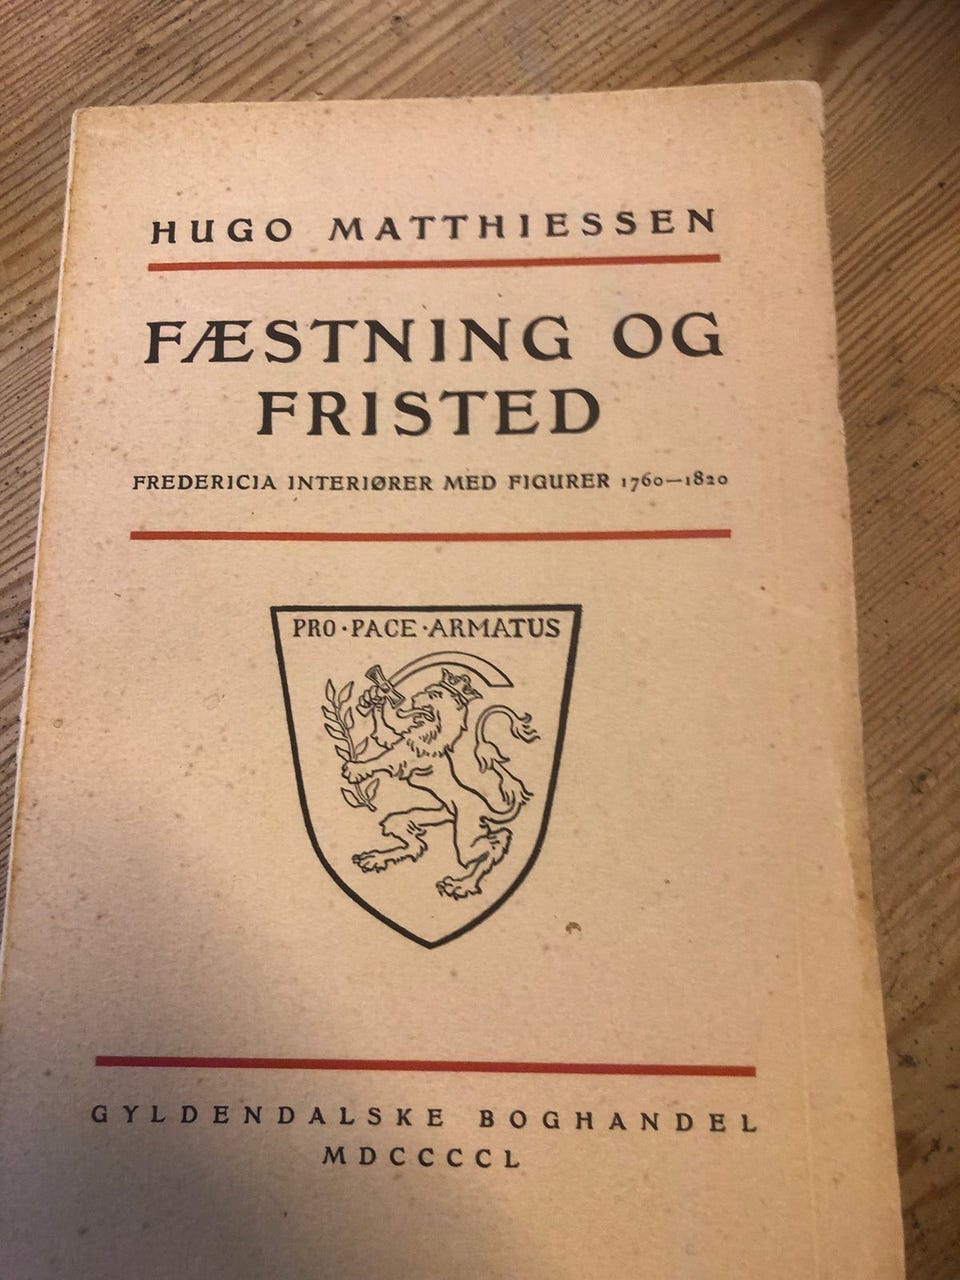 HUGO MATTHIESSEN
FÆSTNING OG
FRISTED
FREDERICIA INTERIØRER MED FIGURER 1760—1820
PRO·PACE·ARMATUS
GYLDENDALSKE BOGHANDEL
MDCCCCL